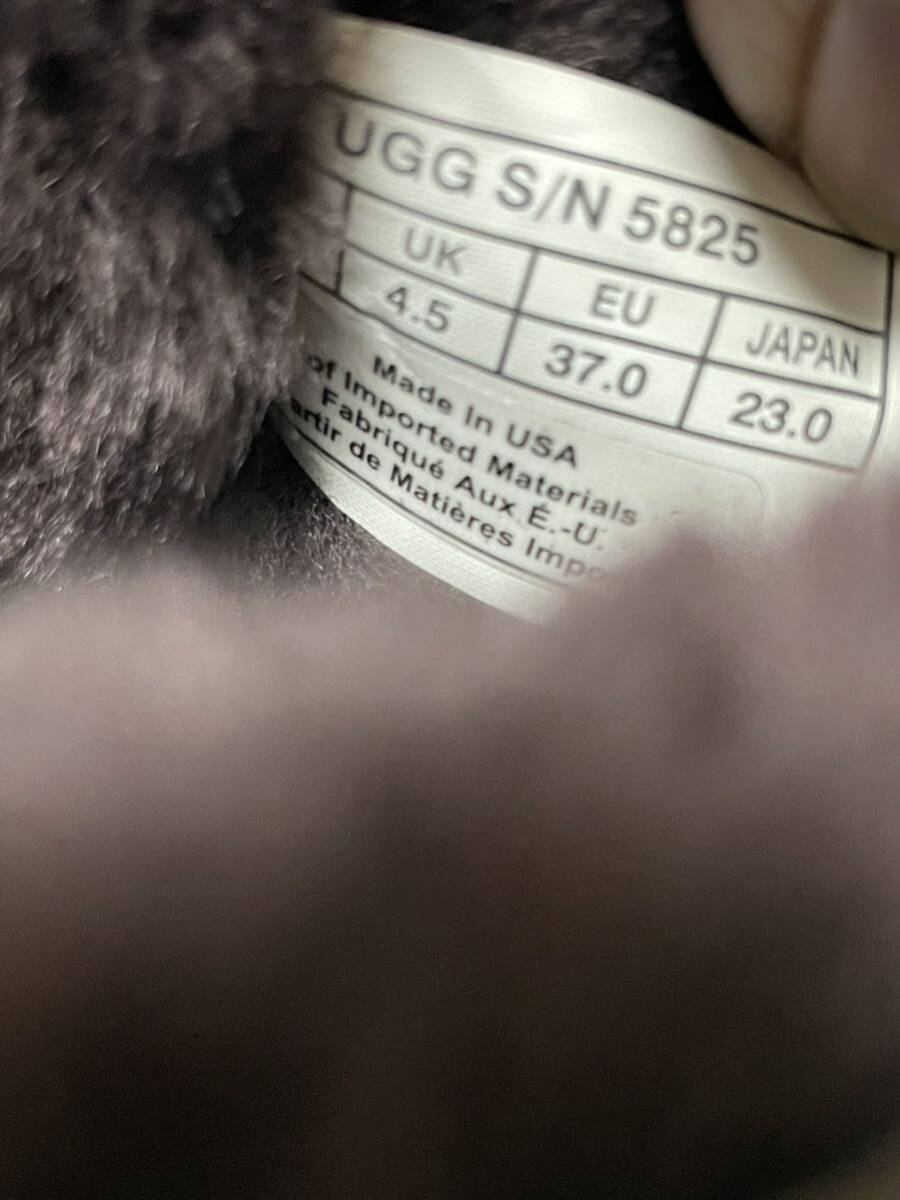 UGG S/N 5825
UK EU JAPAN
4.5 37.0 23.0
Made In USA
of Imported Materials
Fabriqué Aux É.-U.
artir de Matières Impo